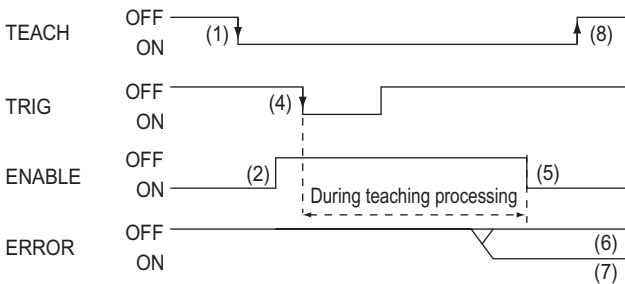 TEACH OFF ON (1) (8)
TRIG OFF ON (4)
ENABLE OFF ON (2) During teaching processing (5)
ERROR OFF ON (6) (7)